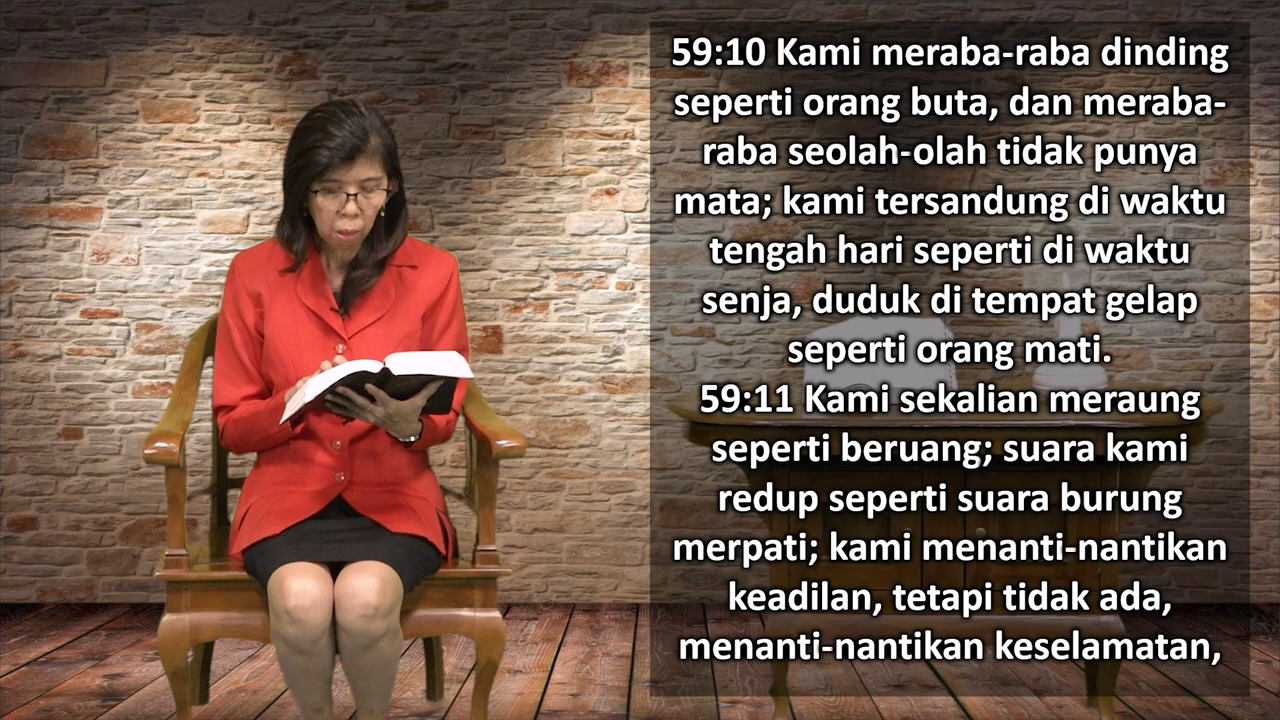 59:10 Kami meraba-raba dinding
seperti orang buta, dan meraba-
raba seolah-olah tidak punya
mata; kami tersandung di waktu
tengah hari seperti di waktu
senja, duduk di tempat gelap
seperti orang mati.
59:11 Kami sekalian meraung
seperti beruang; suara kami
redup seperti suara burung
merpati; kami menanti-nantikan
keadilan, tetapi tidak ada,
menanti-nantikan keselamatan,